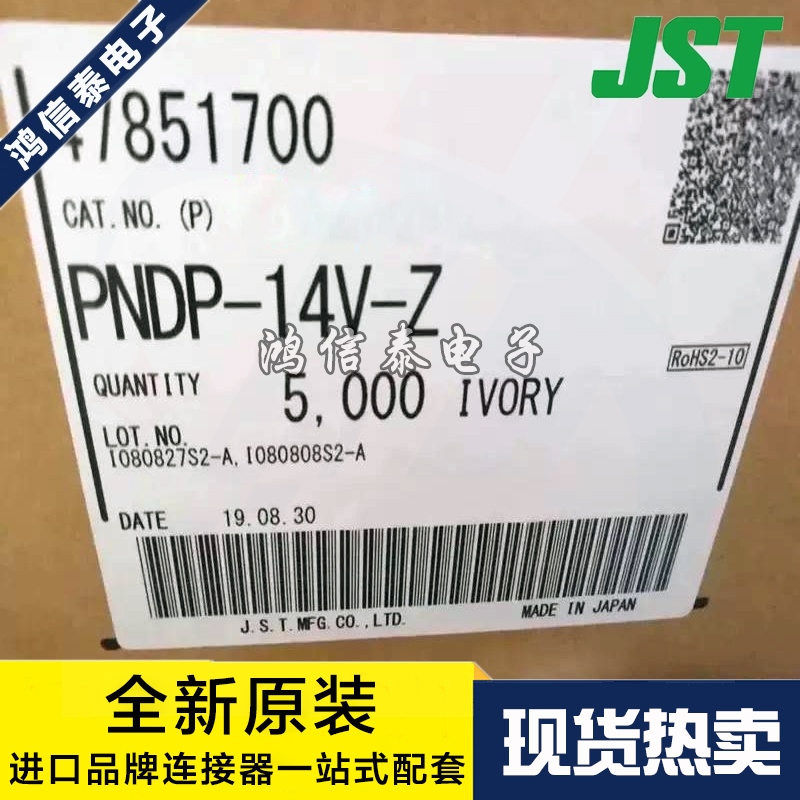 鸿信泰电子
JST
47851700
CAT.NO.(P)
PNDP-14V-Z
鸿信泰电子
RoHS2-10
QUANTITY 5,000 IVORY
LOT.NO.
I080827S2-A,I080808S2-A
DATE 19.08.30
J.S.T.MFG.CO.,LTD. MADE IN JAPAN
全新原装
进口品牌连接器一站式配套
现货热卖